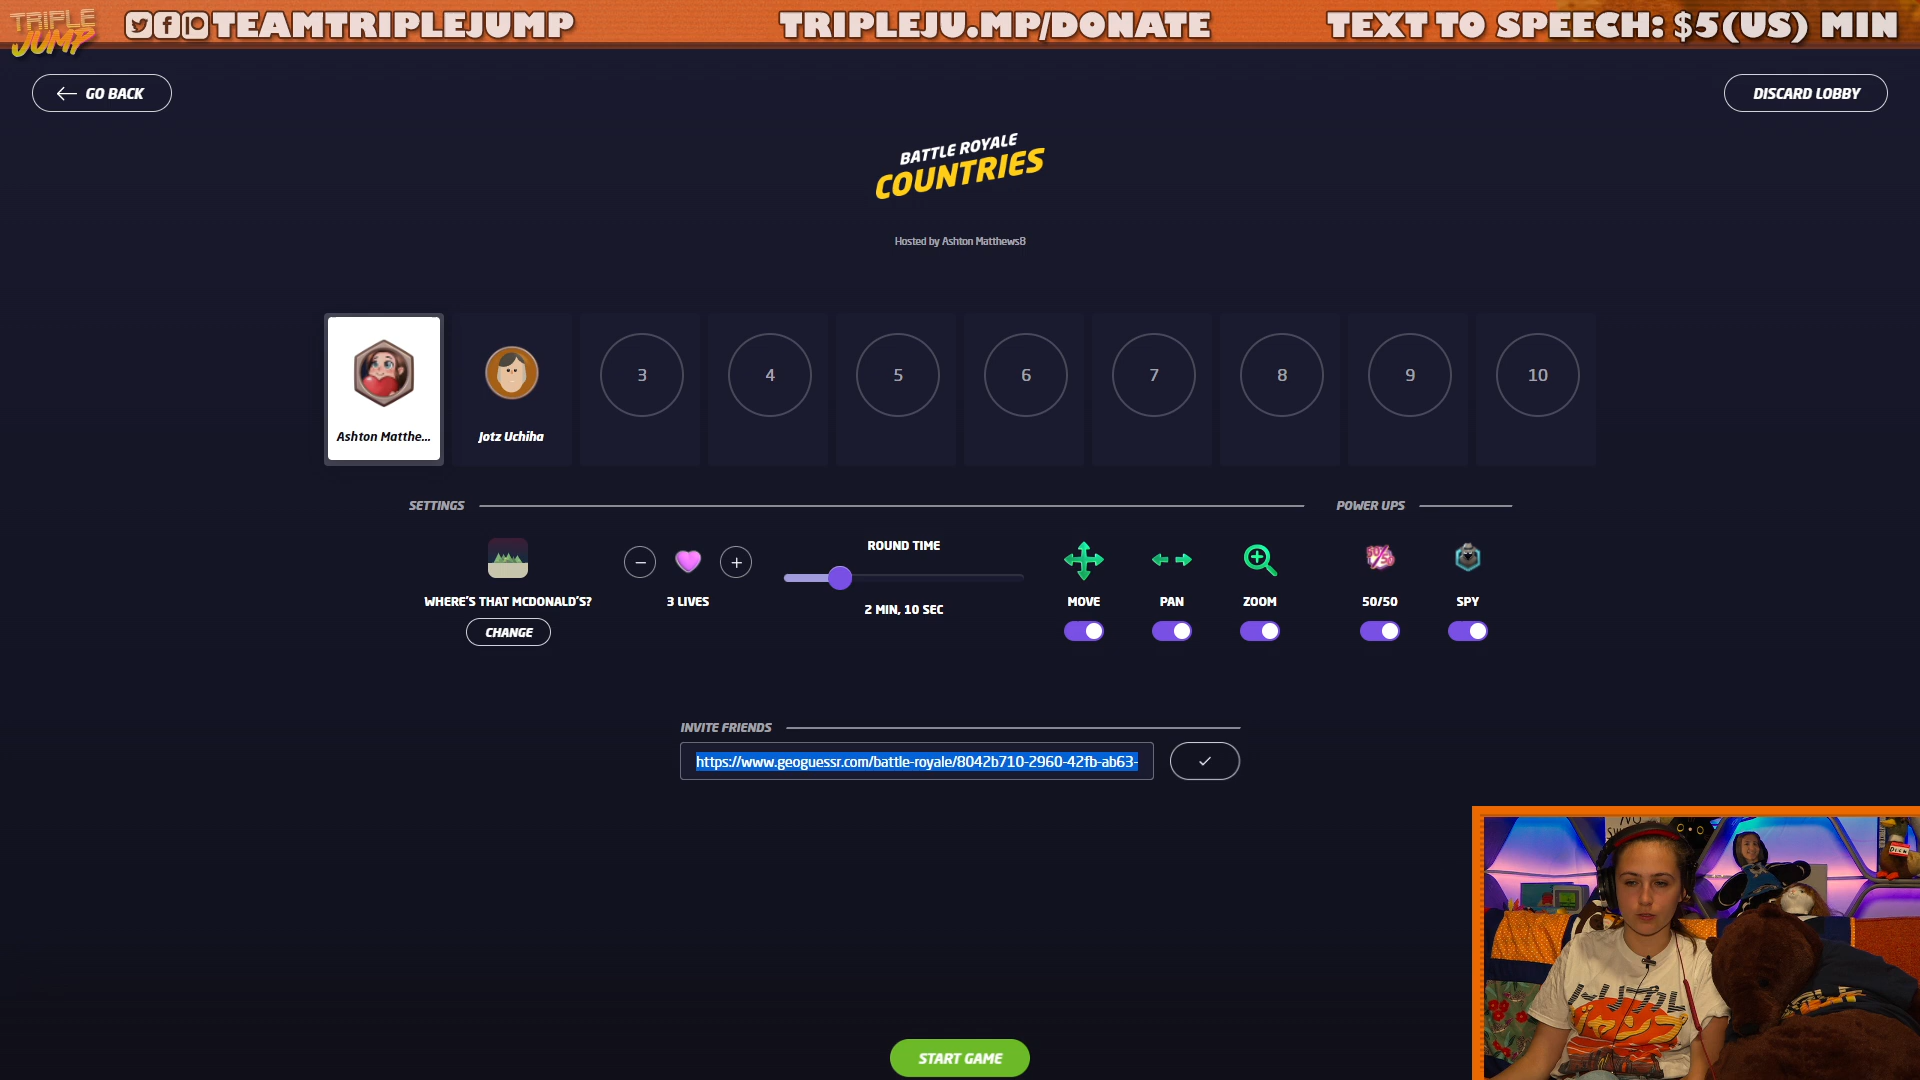 TRIPLE JUMP
TEAMTRIPLEJUMP
TRIPLEJU.MP/DONATE
TEXT TO SPEECH: $5(US) MIN
GO BACK
DISCARD LOBBY
BATTLE ROYALE
COUNTRIES
Hosted by Ashton Matthews8
3
4
5
6
7
8
9
10
Ashton Matthe...
Jotz Uchiha
SETTINGS
POWER UPS
ROUND TIME
50/50
WHERE'S THAT MCDONALD'S?
3 LIVES
2 MIN, 10 SEC
MOVE
PAN
ZOOM
50/50
SPY
CHANGE
INVITE FRIENDS
https://www.geoguessr.com/battle-royale/8042b710-2960-42fb-ab63-
NO
START GAME